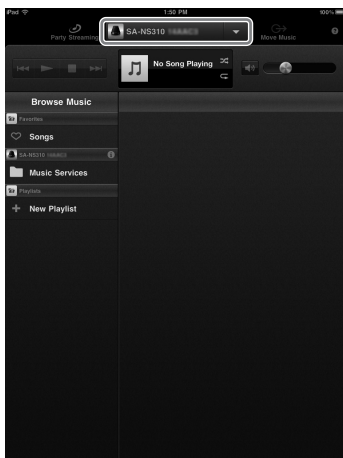 iPad 1:50 PM 100%
Party Streaming SA-NS310 Move Music
No Song Playing
Browse Music
Favorites
Songs
SA-NS310
Music Services
Playlists
New Playlist